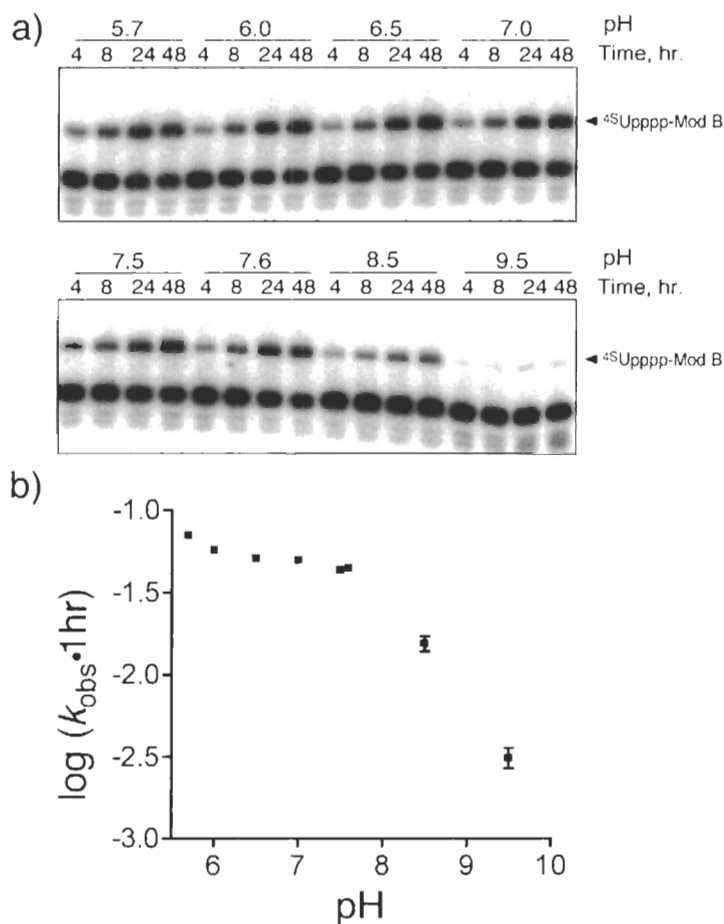 a)
5.7 6.0 6.5 7.0 pH
4 8 24 48 4 8 24 48 4 8 24 48 4 8 24 48 Time, hr.
◄ ⁴ˢUpppp-Mod B
7.5 7.6 8.5 9.5 pH
4 8 24 48 4 8 24 48 4 8 24 48 4 8 24 48 Time, hr.
◄ ⁴ˢUpppp-Mod B
b)
log (kobs•1hr)
-1.0
-1.5
-2.0
-2.5
-3.0
6 7 8 9 10
pH